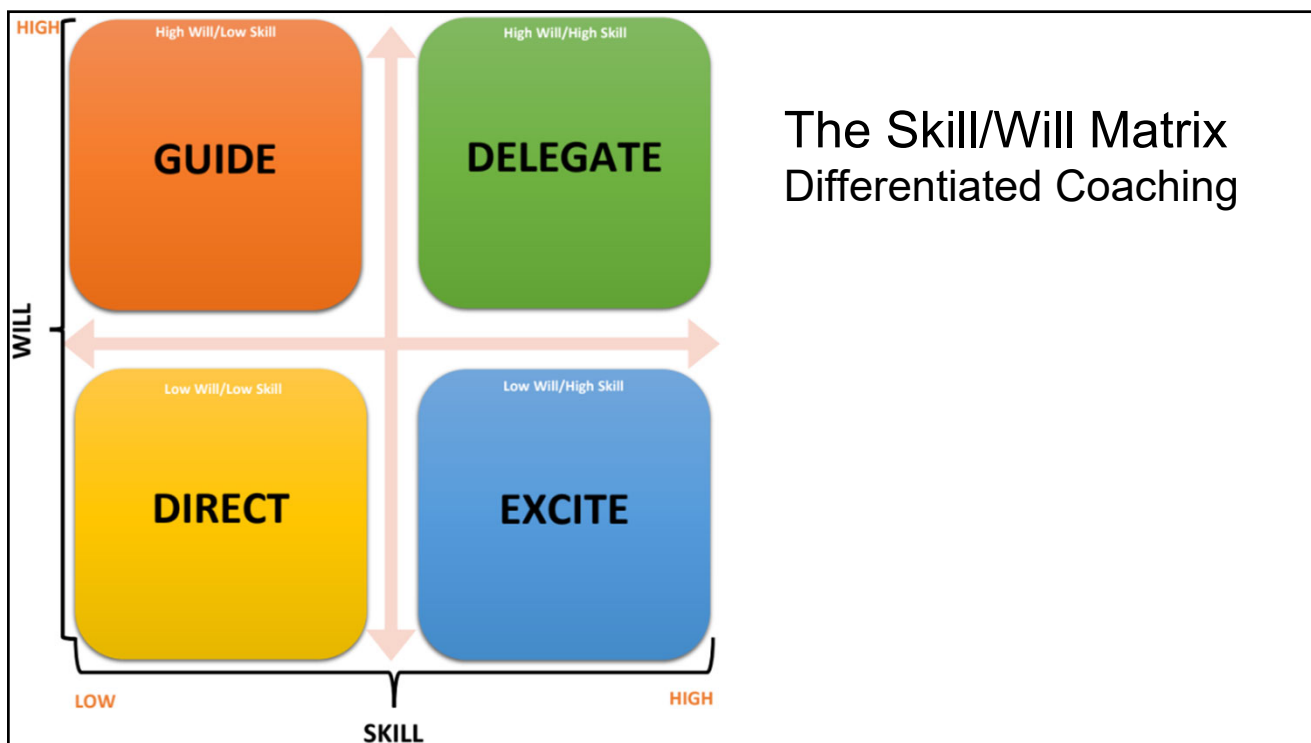 HIGH
High Will/Low Skill
High Will/High Skill
GUIDE
DELEGATE
The Skill/Will Matrix
Differentiated Coaching
WILL
Low Will/Low Skill
Low Will/High Skill
DIRECT
EXCITE
LOW
HIGH
SKILL